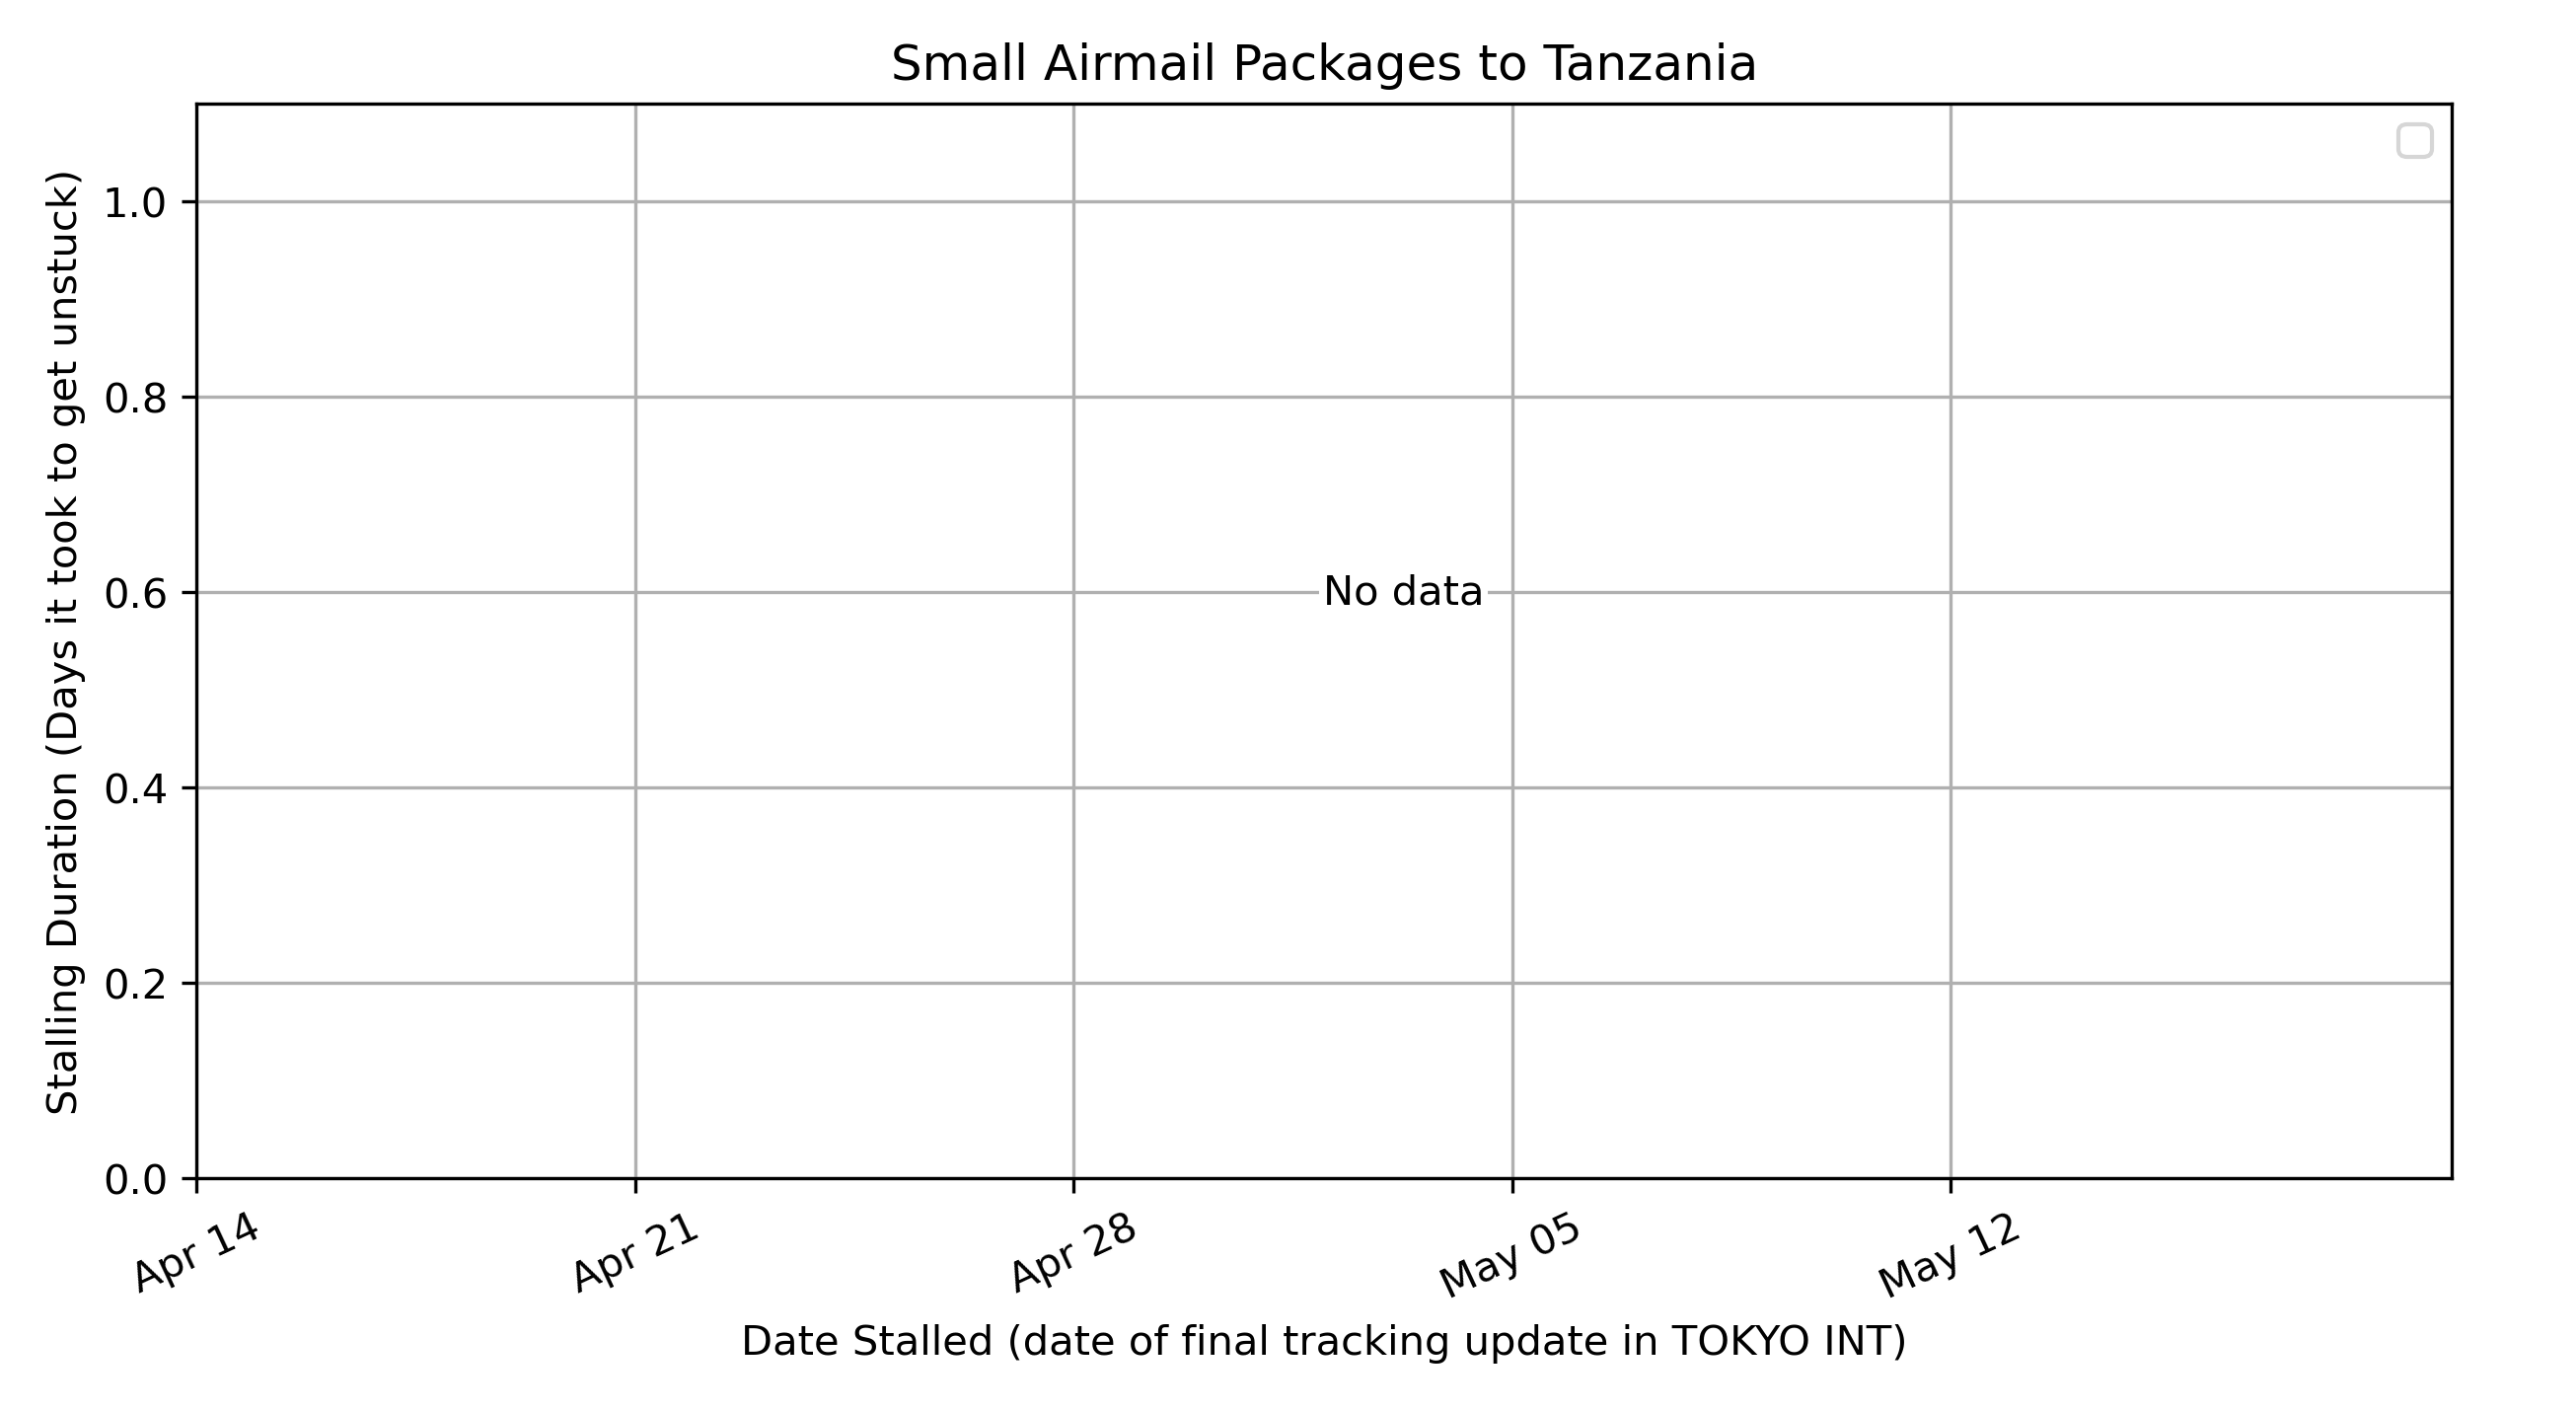 Small Airmail Packages to Tanzania
Stalling Duration (Days it took to get unstuck)
1.0
0.8
0.6
0.4
0.2
0.0
No data
Apr 14
Apr 21
Apr 28
May 05
May 12
Date Stalled (date of final tracking update in TOKYO INT)